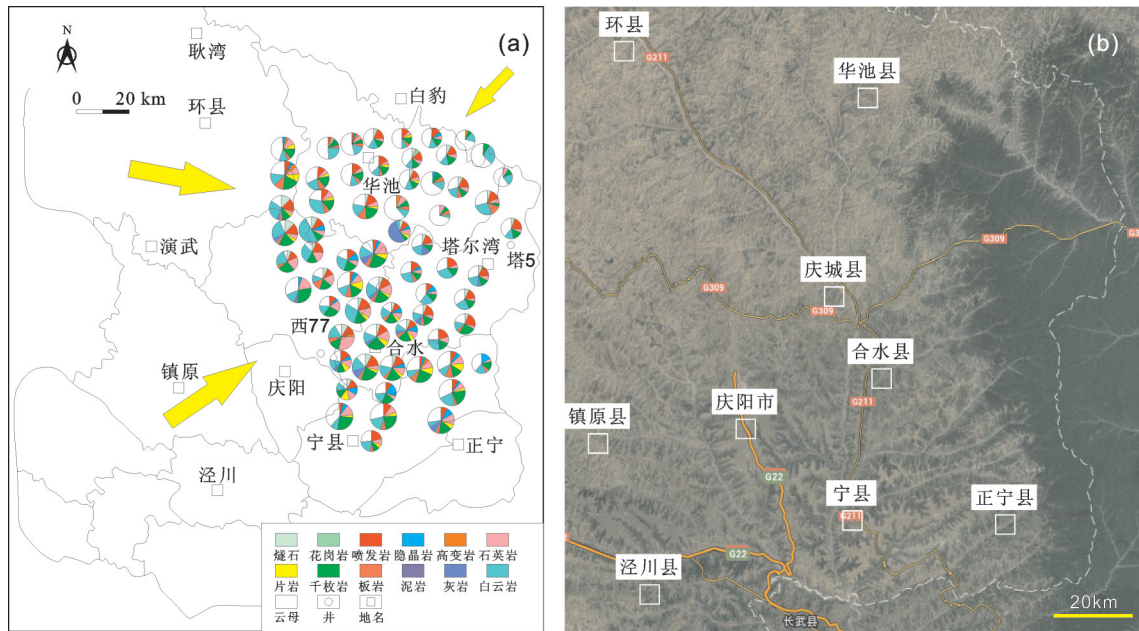 (a)
N
耿湾
0 20 km
环县
白豹
华池
演武
塔尔湾
塔5
西77
合水
镇原
庆阳
宁县
正宁
泾川
燧石 花岗岩 喷发岩 隐晶岩 高变岩 石英岩
片岩 千枚岩 板岩 泥岩 灰岩 白云岩
云母 井 地名
(b)
环县
G211
华池县
G309
庆城县
G309
G309
合水县
G211
庆阳市
镇原县
G22
宁县
G211
正宁县
G22
泾川县
20km
长武县